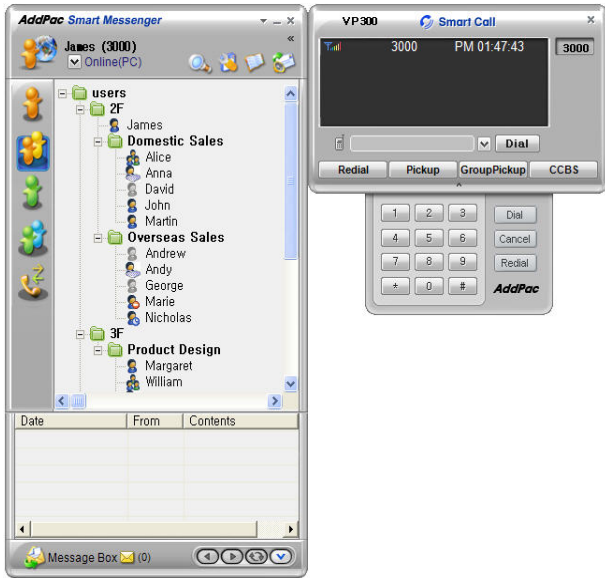 AddPac Smart Messenger
James (3000)
Online(PC)
users
2F
James
Domestic Sales
Alice
Anna
David
John
Martin
Overseas Sales
Andrew
Andy
George
Marie
Nicholas
3F
Product Design
Margaret
William
Date From Contents
Message Box (0)
VP300 Smart Call
3000 PM 01:47:43 3000
Dial
Redial Pickup GroupPickup CCBS
1 2 3 Dial
4 5 6 Cancel
7 8 9 Redial
* 0 # AddPac